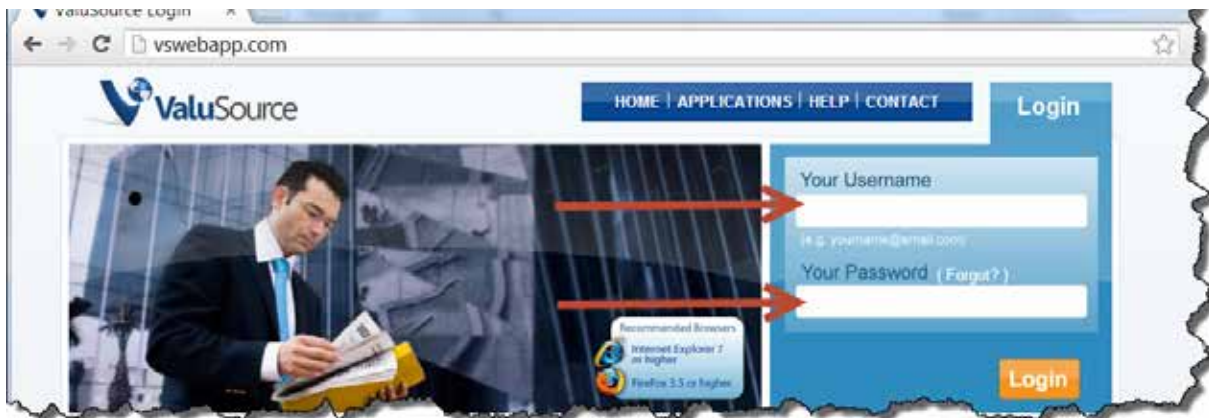 ValuSource Login ×
vswebapp.com
ValuSource
HOME | APPLICATIONS | HELP | CONTACT
Login
Your Username
(e.g. yourname@email.com)
Your Password ( Forgot? )
Recommended Browsers
Internet Explorer 7
or higher
FireFox 3.5 or higher
Login